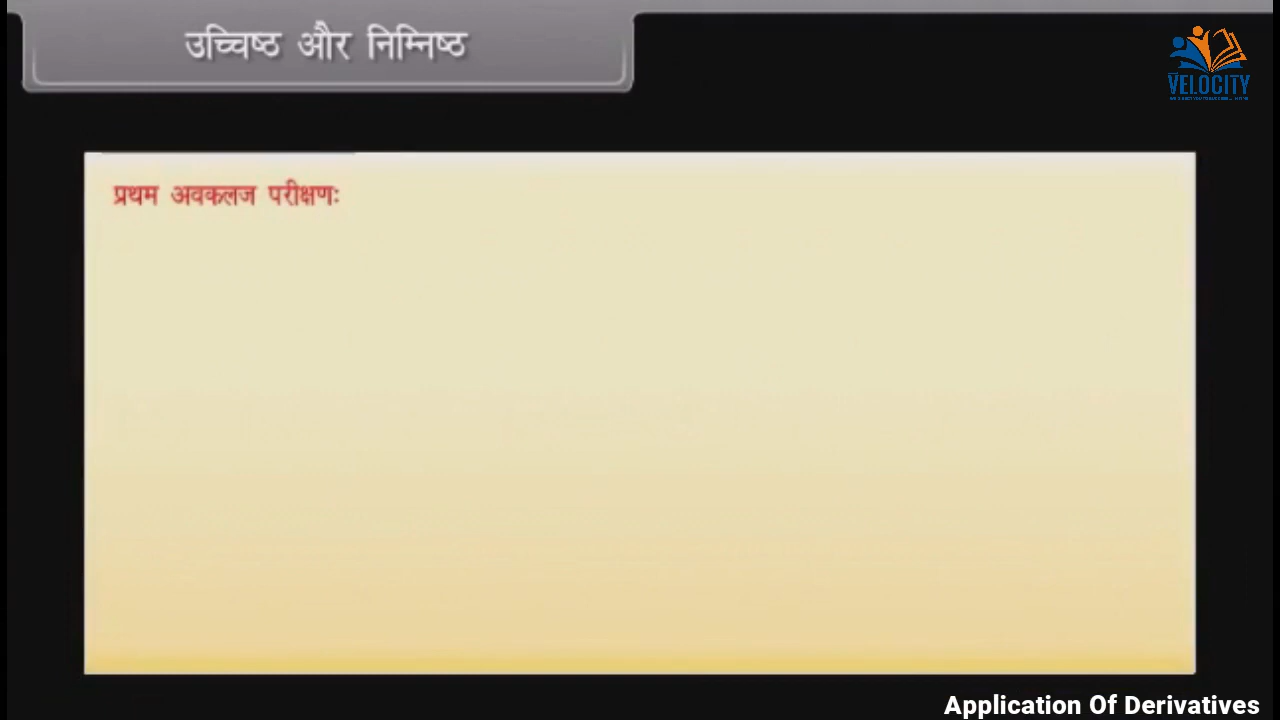 उच्चिष्ठ और निम्निष्ठ
VELOCITY
प्रथम अवकलज परीक्षणः
Application Of Derivatives